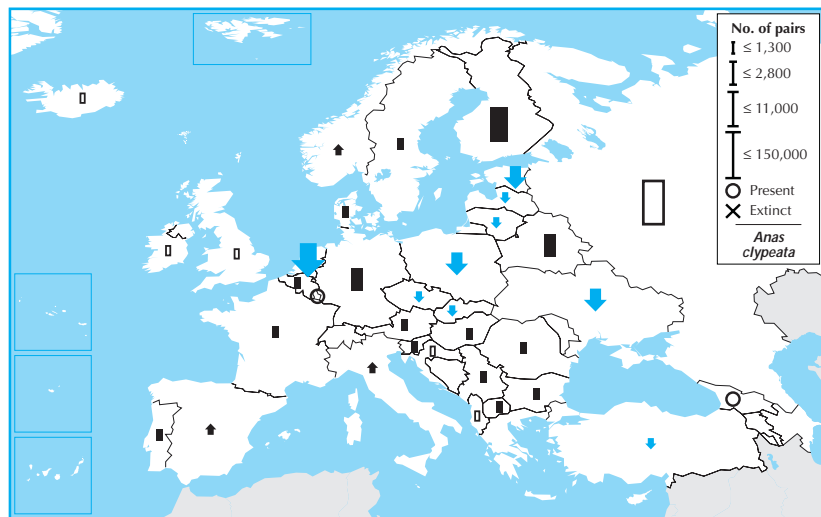 No. of pairs
≤ 1,300
≤ 2,800
≤ 11,000
≤ 150,000
Present
Extinct
Anas
clypeata